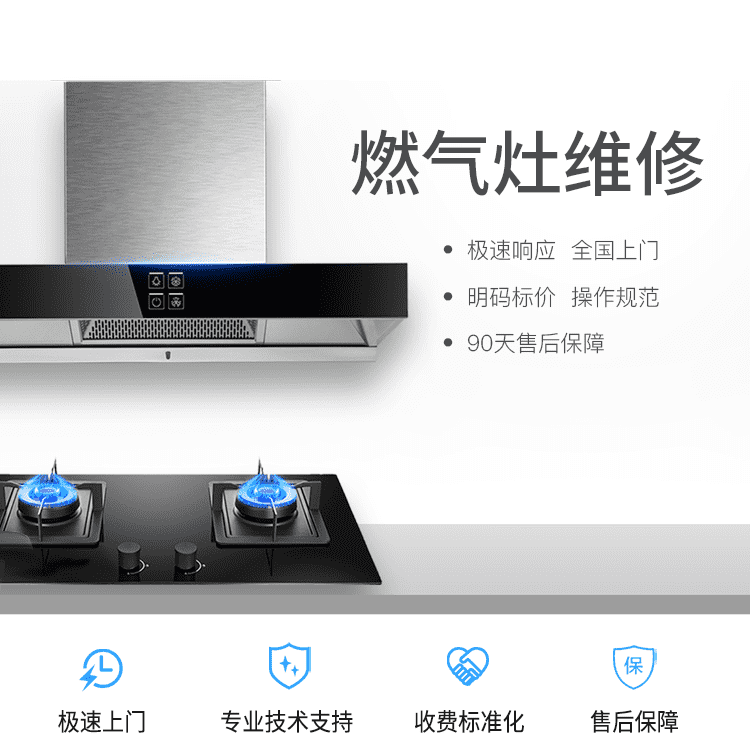 燃气灶维修
极速响应 全国上门
明码标价 操作规范
90天售后保障
保
极速上门 专业技术支持 收费标准化 售后保障